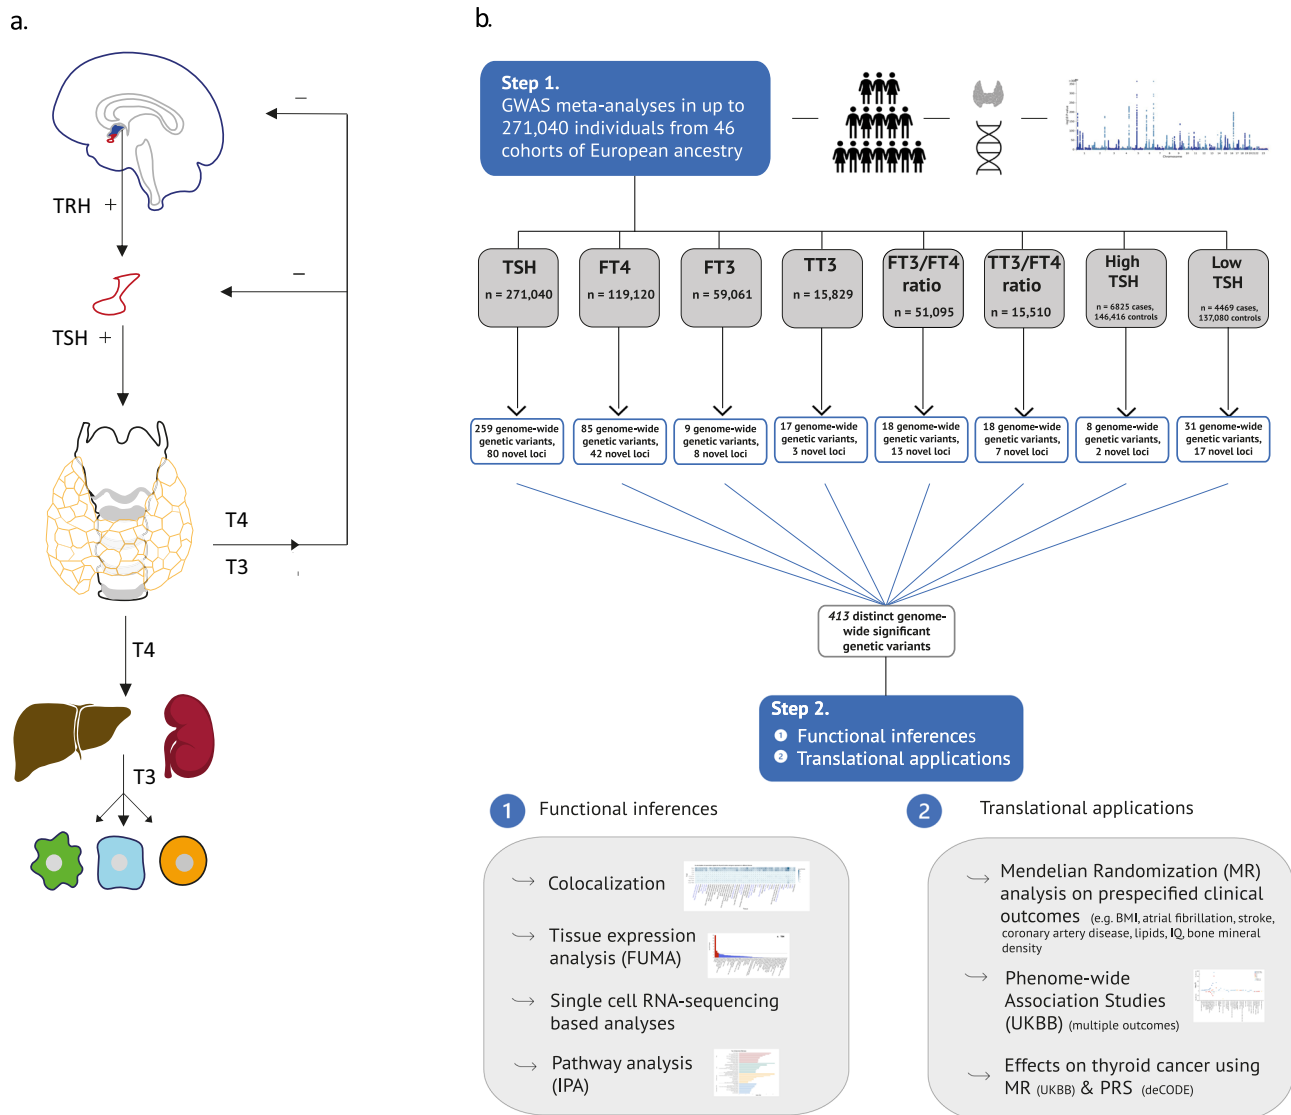 a.
TRH +
–
–
TSH +
T4
T3
T4
T3
b.
Step 1.
GWAS meta-analyses in up to
271,040 individuals from 46
cohorts of European ancestry
Chromosome
TSH
n = 271,040
FT4
n = 119,120
FT3
n = 59,061
TT3
n = 15,829
FT3/FT4
ratio
n = 51,095
TT3/FT4
ratio
n = 15,510
High
TSH
n = 6825 cases,
146,416 controls
Low
TSH
n = 4469 cases,
137,080 controls
259 genome-wide
genetic variants,
80 novel loci
85 genome-wide
genetic variants,
42 novel loci
9 genome-wide
genetic variants,
8 novel loci
17 genome-wide
genetic variants,
3 novel loci
18 genome-wide
genetic variants,
13 novel loci
18 genome-wide
genetic variants,
7 novel loci
8 genome-wide
genetic variants,
2 novel loci
31 genome-wide
genetic variants,
17 novel loci
413 distinct genome-
wide significant
genetic variants
Step 2.
1 Functional inferences
2 Translational applications
1 Functional inferences
Colocalization
Tissue expression
analysis (FUMA)
Single cell RNA-sequencing
based analyses
Pathway analysis
(IPA)
2 Translational applications
Mendelian Randomization (MR)
analysis on prespecified clinical
outcomes (e.g. BMI, atrial fibrillation, stroke,
coronary artery disease, lipids, IQ, bone mineral
density
Phenome-wide
Association Studies
(UKBB) (multiple outcomes)
Effects on thyroid cancer using
MR (UKBB) & PRS (deCODE)